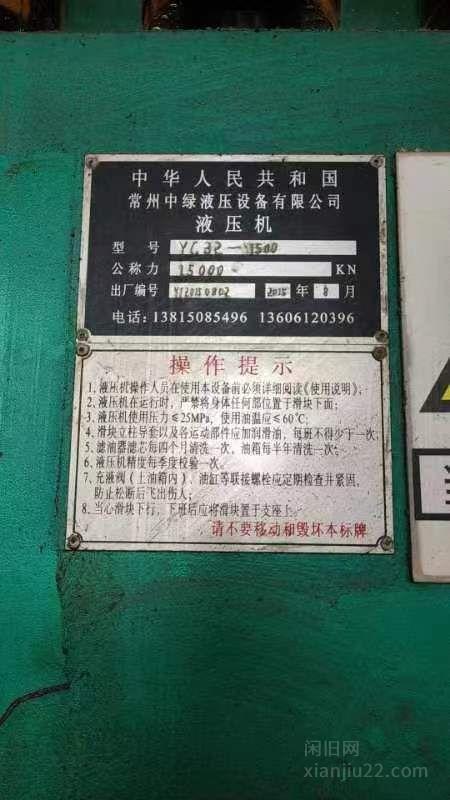 中华人民共和国
常州中绿液压设备有限公司
液压机
型号 YC32-1500
公称力 15000 KN
出厂编号 2015年8月
电话：13815085496 13606120396
操作提示
1、液压机操作人员在使用本设备前必须详细阅读《使用说明》；
2、液压机在运行时，严禁将身体任何部位置于滑块下面；
3、液压机使用压力≤25MPa，使用油温应≤60℃；
4、滑块立柱导套以及各运动部件应加润滑油，每班不得少于一次；
5、滤油器滤芯每四个月清洗一次，油箱每半年清洗一次；
6、液压机精度每季度校验一次。
7、充液阀（上油箱内）、油缸等联接螺栓应定期检查并紧固，
防止松断后飞出伤人；
8、当心滑块下行，下班后应将滑块置于支座上。
请不要移动和毁坏本标牌
闲旧网
xianjiu22.com